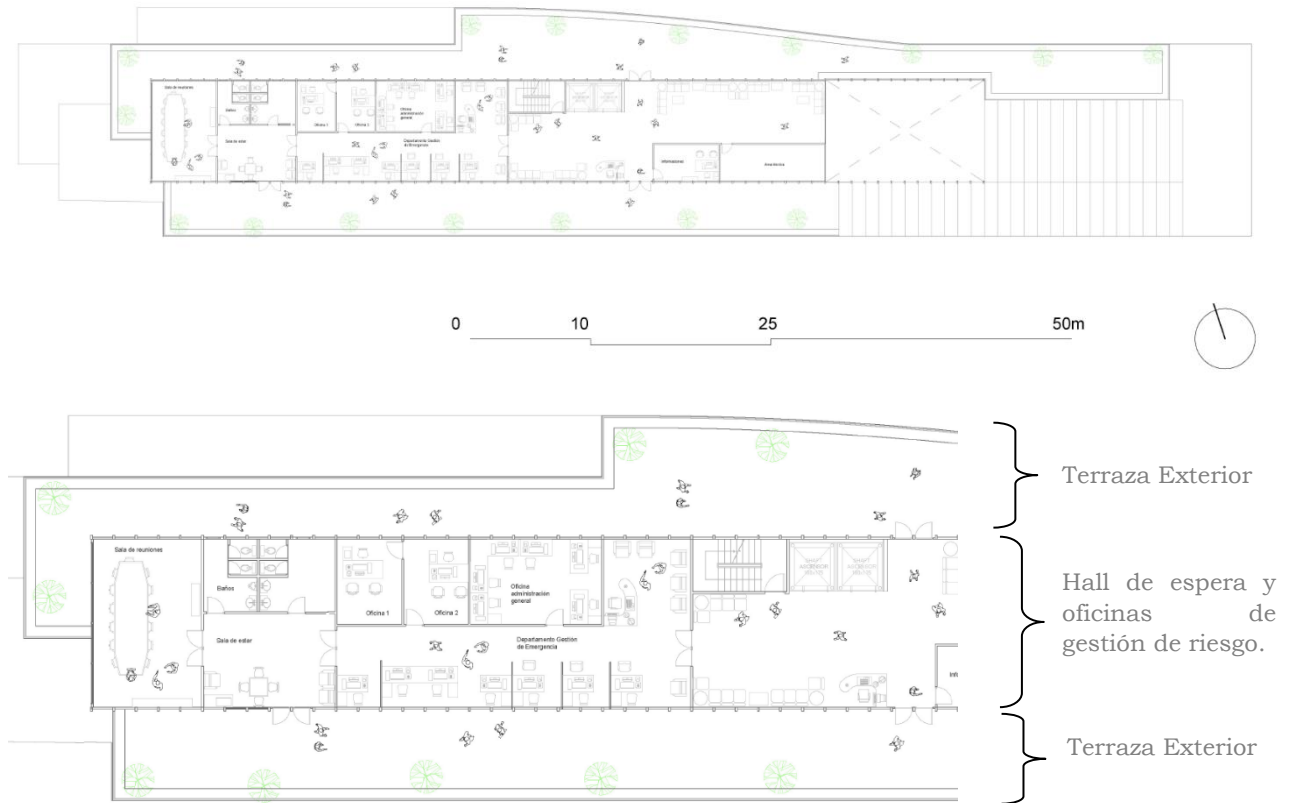 Sala de reuniones
Baños
Sala de estar
Oficina 1
Oficina 2
Oficina
administración
general
Departamento Gestión
de Emergencia
Informaciones
0 10 25 50m
Sala de reuniones
Baños
Sala de estar
Oficina 1
Oficina 2
Oficina
administración
general
Departamento Gestión
de Emergencia
Terraza Exterior
Hall de espera y
oficinas de
gestión de riesgo.
Terraza Exterior